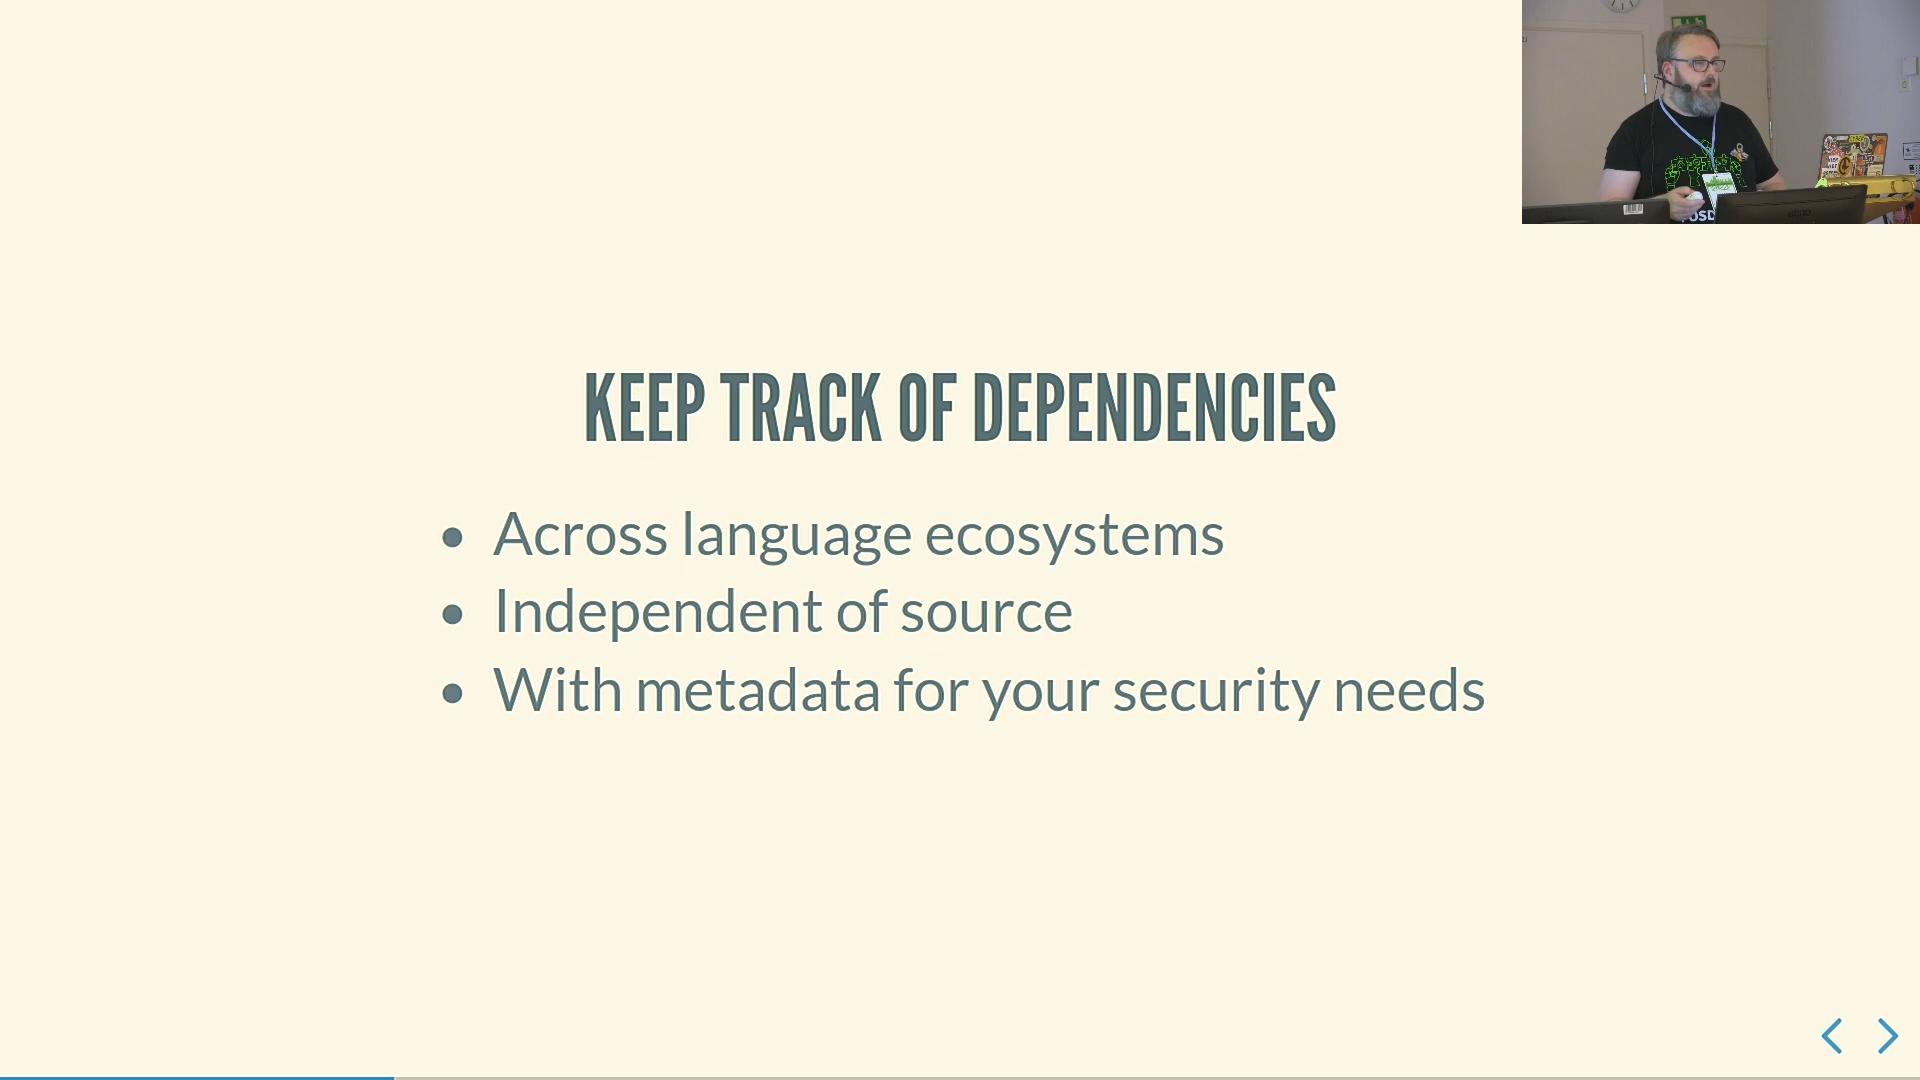 KEEP TRACK OF DEPENDENCIES
Across language ecosystems
Independent of source
With metadata for your security needs